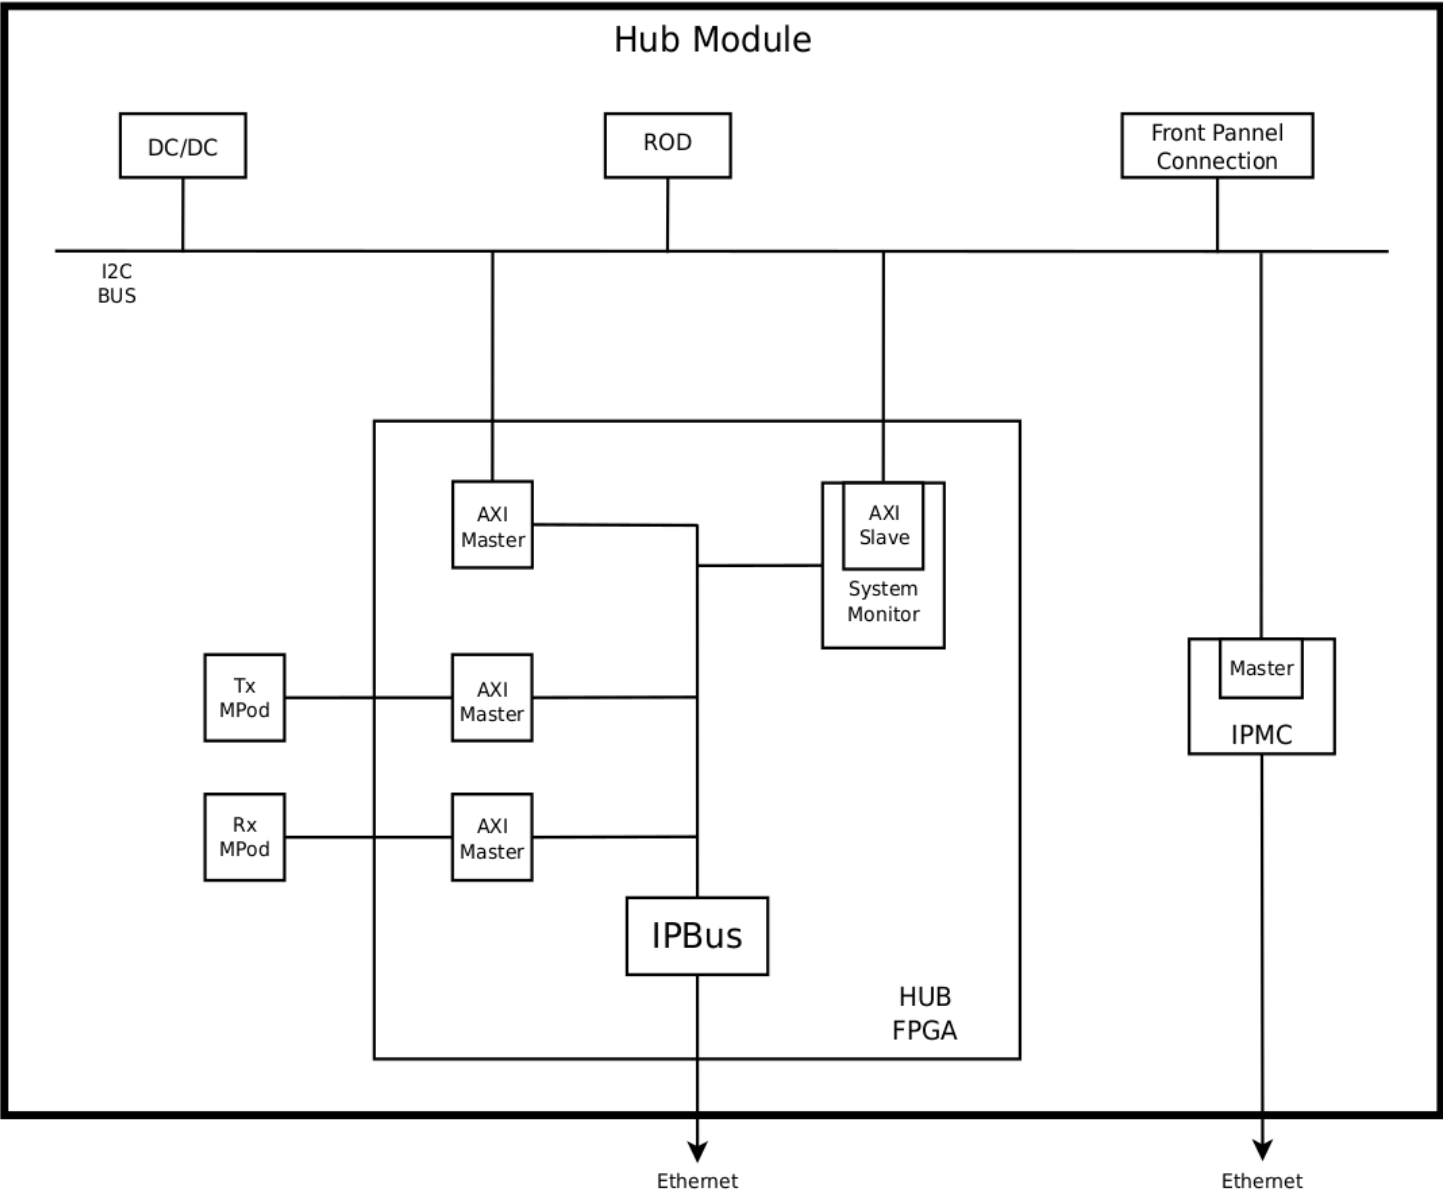 Hub Module
DC/DC
ROD
Front Pannel
Connection
I2C
BUS
AXI
Master
AXI
Slave
System
Monitor
Tx
MPod
AXI
Master
Master
IPMC
Rx
MPod
AXI
Master
IPBus
HUB
FPGA
Ethernet
Ethernet